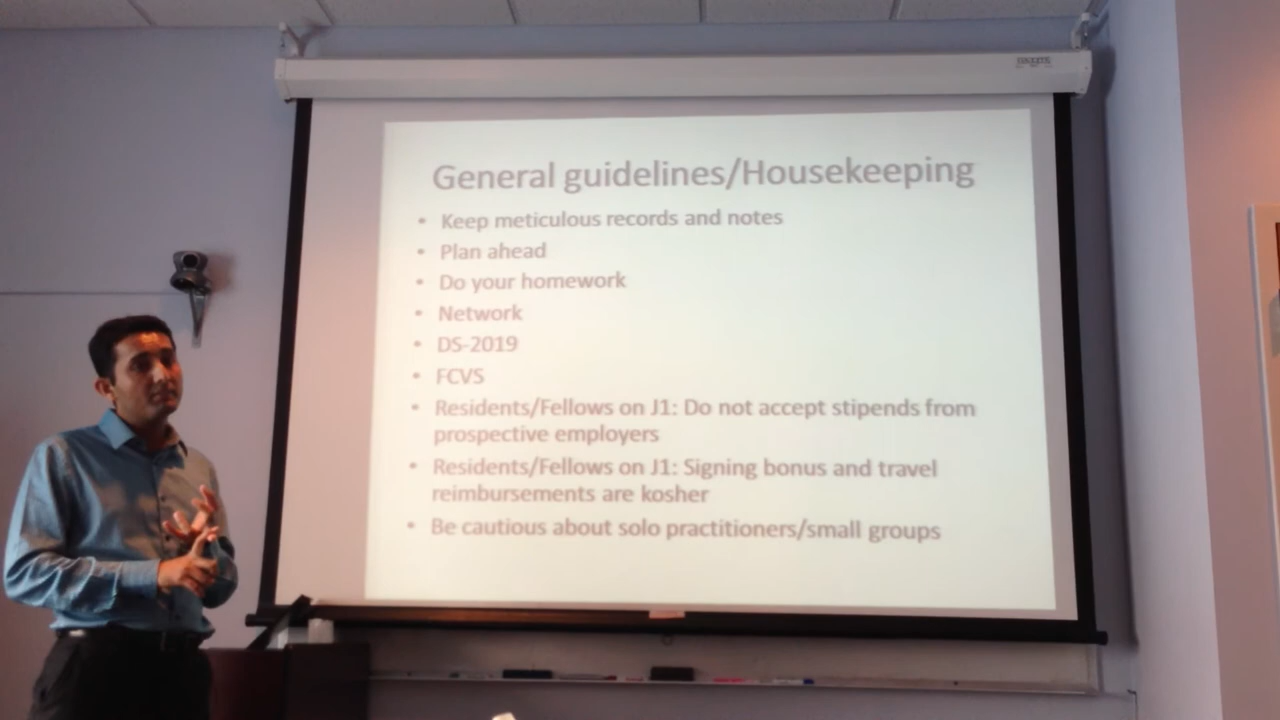 General guidelines/Housekeeping
• Keep meticulous records and notes
• Plan ahead
• Do your homework
• Network
• DS-2019
• FCVS
• Residents/Fellows on J1: Do not accept stipends from
prospective employers
• Residents/Fellows on J1: Signing bonus and travel
reimbursements are kosher
• Be cautious about solo practitioners/small groups